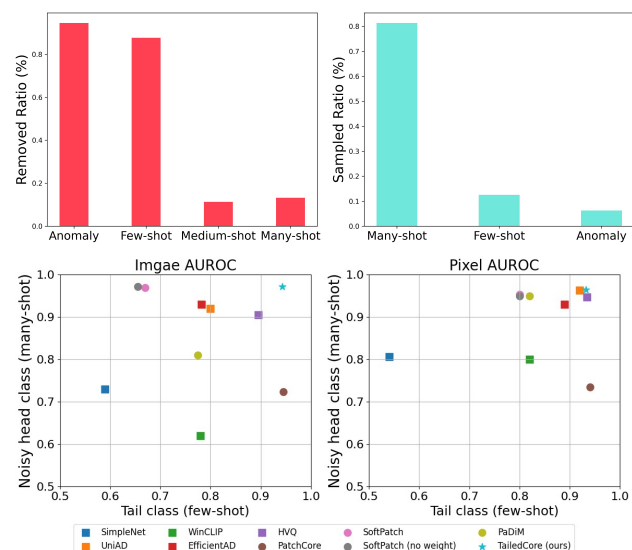 Removed Ratio (%)
0.8
0.6
0.4
0.2
0.0
Anomaly Few-shot Medium-shot Many-shot
Sampled Ratio (%)
0.8
0.7
0.6
0.5
0.4
0.3
0.2
0.1
0.0
Many-shot Few-shot Anomaly
Imgae AUROC
Noisy head class (many-shot)
1.0
0.9
0.8
0.7
0.6
0.5
0.5 0.6 0.7 0.8 0.9 1.0
Tail class (few-shot)
Pixel AUROC
Noisy head class (many-shot)
1.0
0.9
0.8
0.7
0.6
0.5
0.5 0.6 0.7 0.8 0.9 1.0
Tail class (few-shot)
SimpleNet WinCLIP HVQ SoftPatch PaDiM
UniAD EfficientAD PatchCore SoftPatch (no weight) TailedCore (ours)